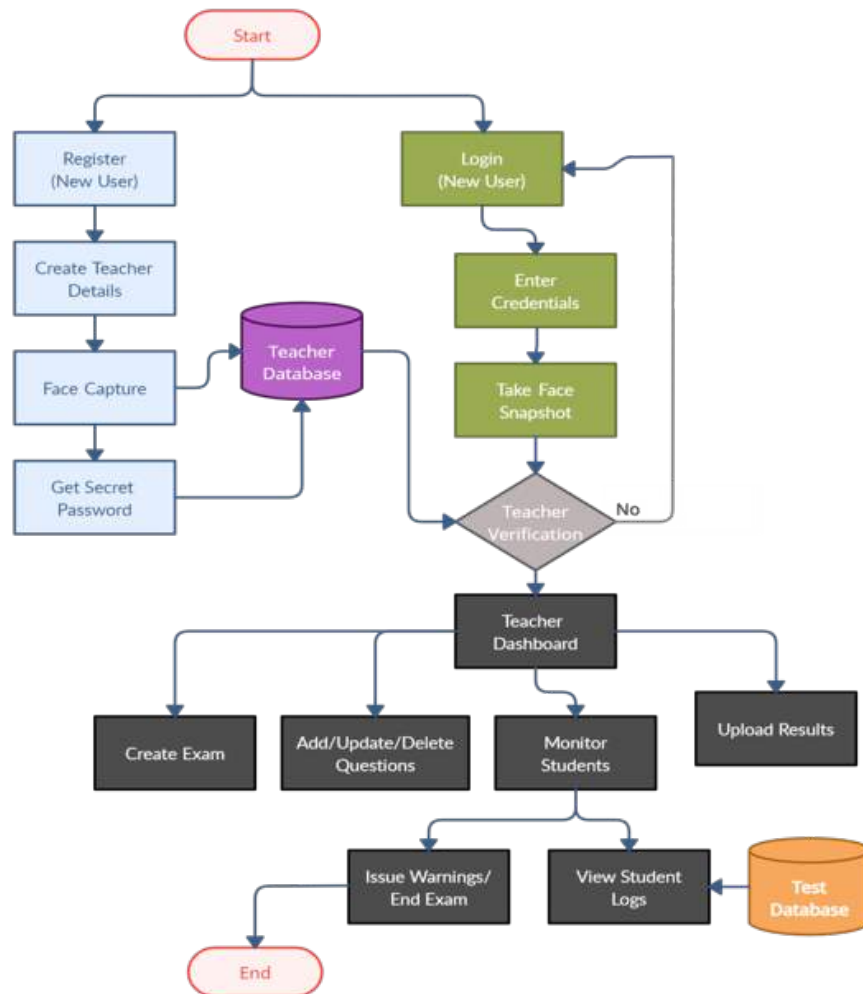 Start
Register
(New User)
Login
(New User)
Create Teacher
Details
Enter
Credentials
Face Capture
Teacher
Database
Take Face
Snapshot
Get Secret
Password
Teacher
Verification
No
Teacher
Dashboard
Create Exam
Add/Update/Delete
Questions
Monitor
Students
Upload Results
Issue Warnings/
End Exam
View Student
Logs
Test
Database
End